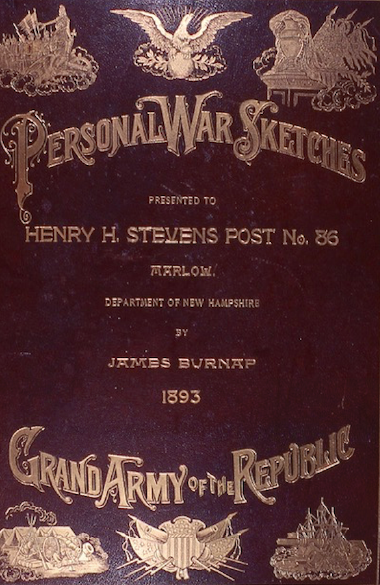 PERSONAL WAR SKETCHES
PRESENTED TO
HENRY H. STEVENS POST No. 86
MARLOW.
DEPARTMENT OF NEW HAMPSHIRE
BY
JAMES BURNAP
1893
GRAND ARMY OF THE REPUBLIC